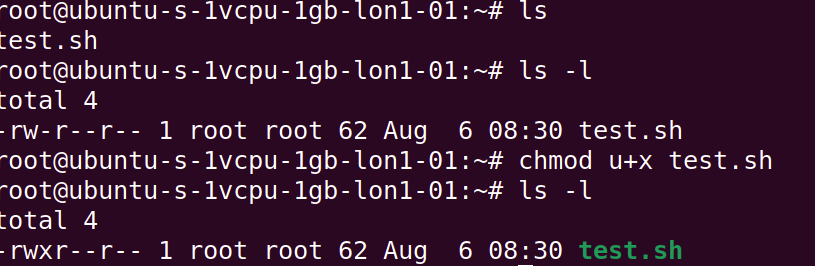 root@ubuntu-s-1vcpu-1gb-lon1-01:~# ls
test.sh
root@ubuntu-s-1vcpu-1gb-lon1-01:~# ls -l
total 4
-rw-r--r-- 1 root root 62 Aug  6 08:30 test.sh
root@ubuntu-s-1vcpu-1gb-lon1-01:~# chmod u+x test.sh
root@ubuntu-s-1vcpu-1gb-lon1-01:~# ls -l
total 4
-rwxr--r-- 1 root root 62 Aug  6 08:30 test.sh